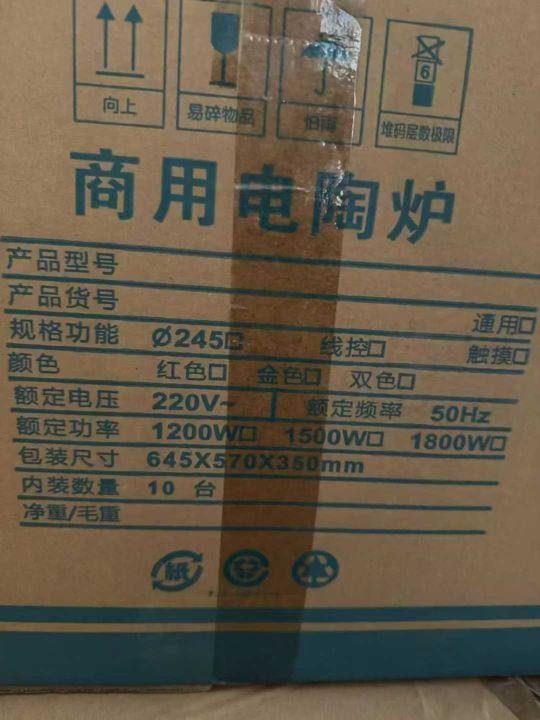 6
向上 易碎物品 怕雨 堆码层数极限
商用电陶炉
产品型号
产品货号
规格功能 Ø245□ 线控□ 通用□ 触摸□
颜色 红色□ 金色□ 双色□
额定电压 220V~ 额定频率 50Hz
额定功率 1200W□ 1500W□ 1800W□
包装尺寸 645X570X350mm
内装数量 10 台
净重/毛重
紙